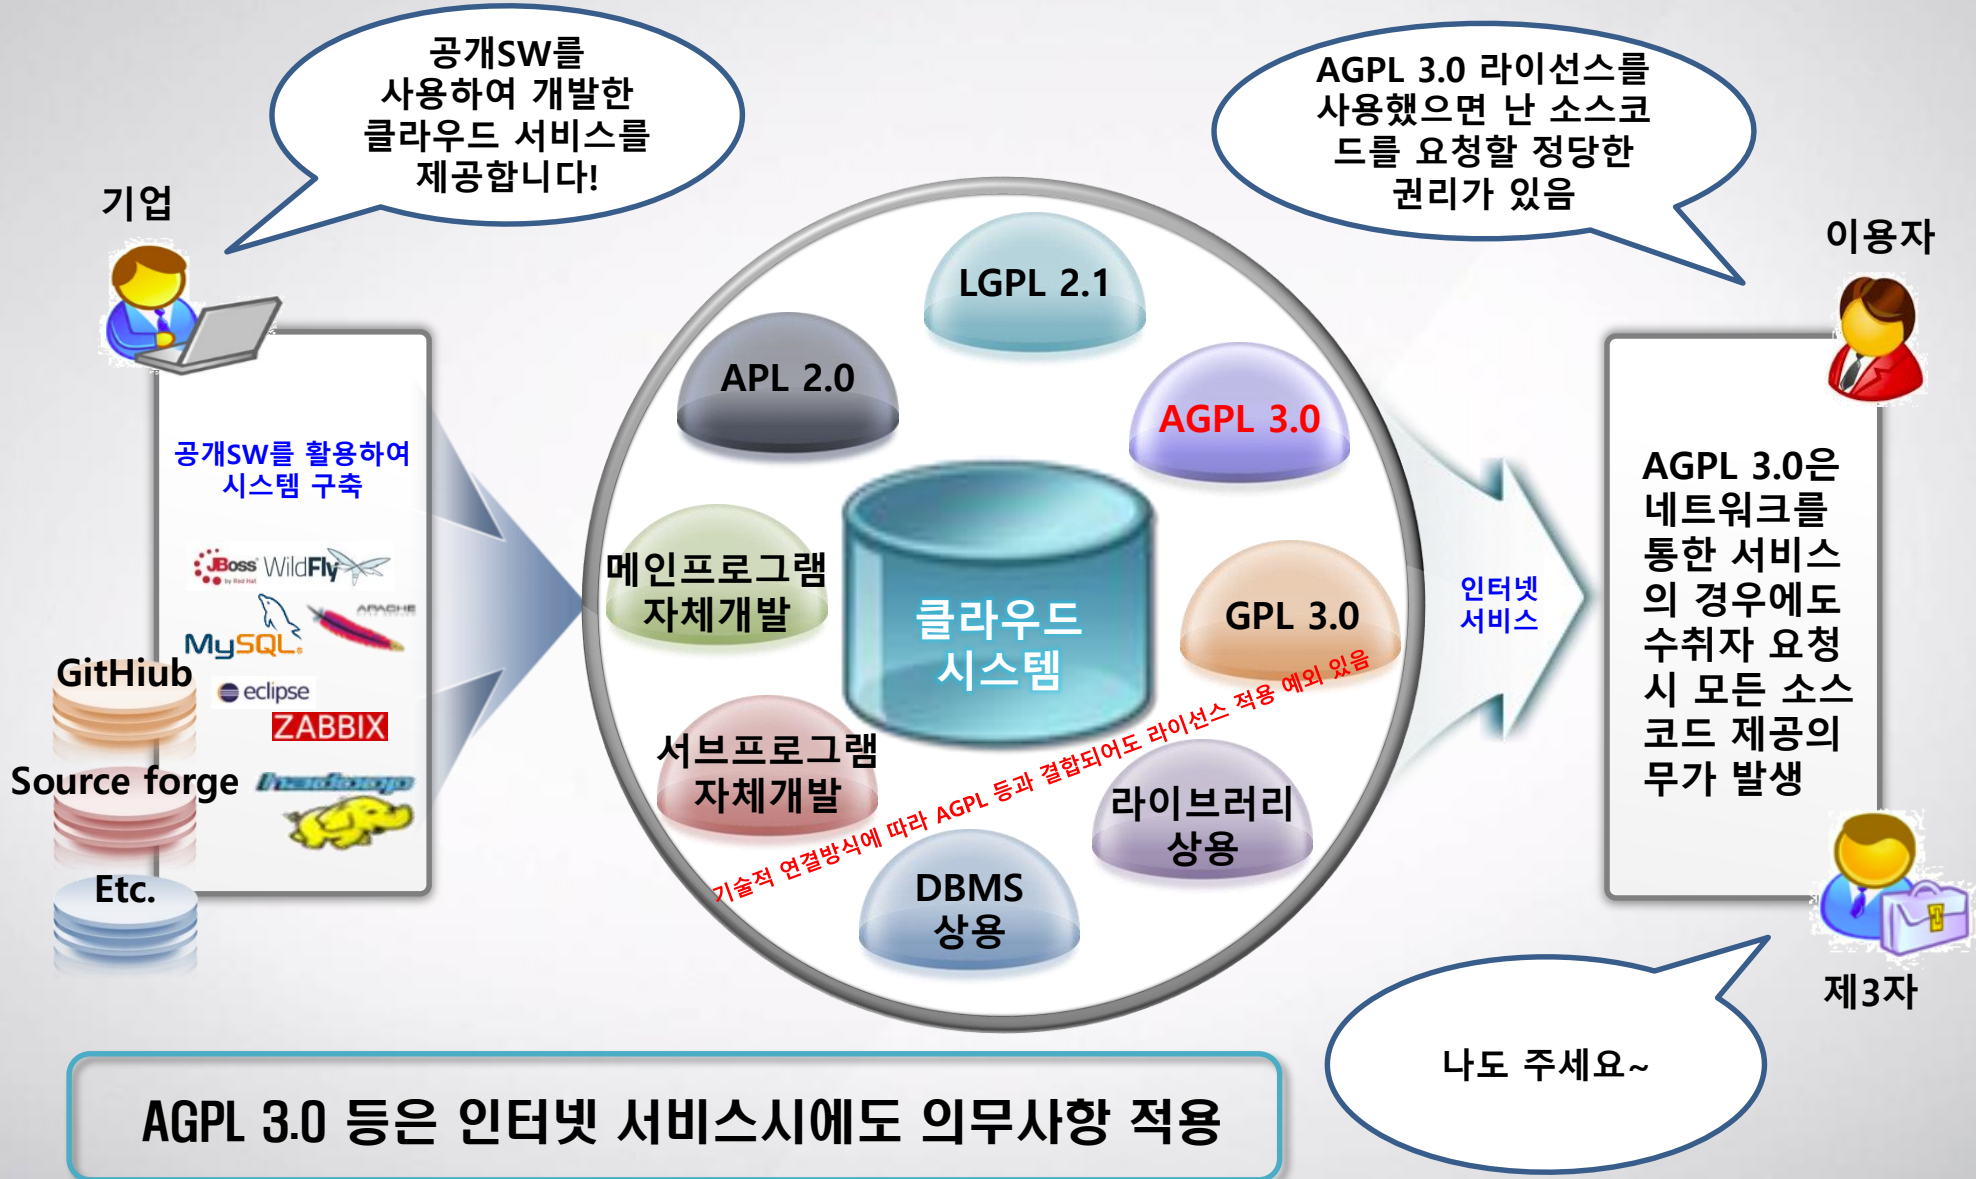 공개SW를
사용하여 개발한
클라우드 서비스를
제공합니다!
AGPL 3.0 라이선스를
사용했으면 난 소스코
드를 요청할 정당한
권리가 있음
기업
이용자
공개SW를 활용하여
시스템 구축
JBoss WildFly
by Red Hat
APACHE
MySQL
GitHiub
eclipse
ZABBIX
Source forge
hadoop
Etc.
LGPL 2.1
APL 2.0
AGPL 3.0
메인프로그램
자체개발
클라우드
시스템
GPL 3.0
서브프로그램
자체개발
기술적 연결방식에 따라 AGPL 등과 결합되어도 라이선스 적용 예외 있음
라이브러리
상용
DBMS
상용
인터넷
서비스
AGPL 3.0은
네트워크를
통한 서비스
의 경우에도
수취자 요청
시 모든 소스
코드 제공의
무가 발생
제3자
나도 주세요~
AGPL 3.0 등은 인터넷 서비스시에도 의무사항 적용